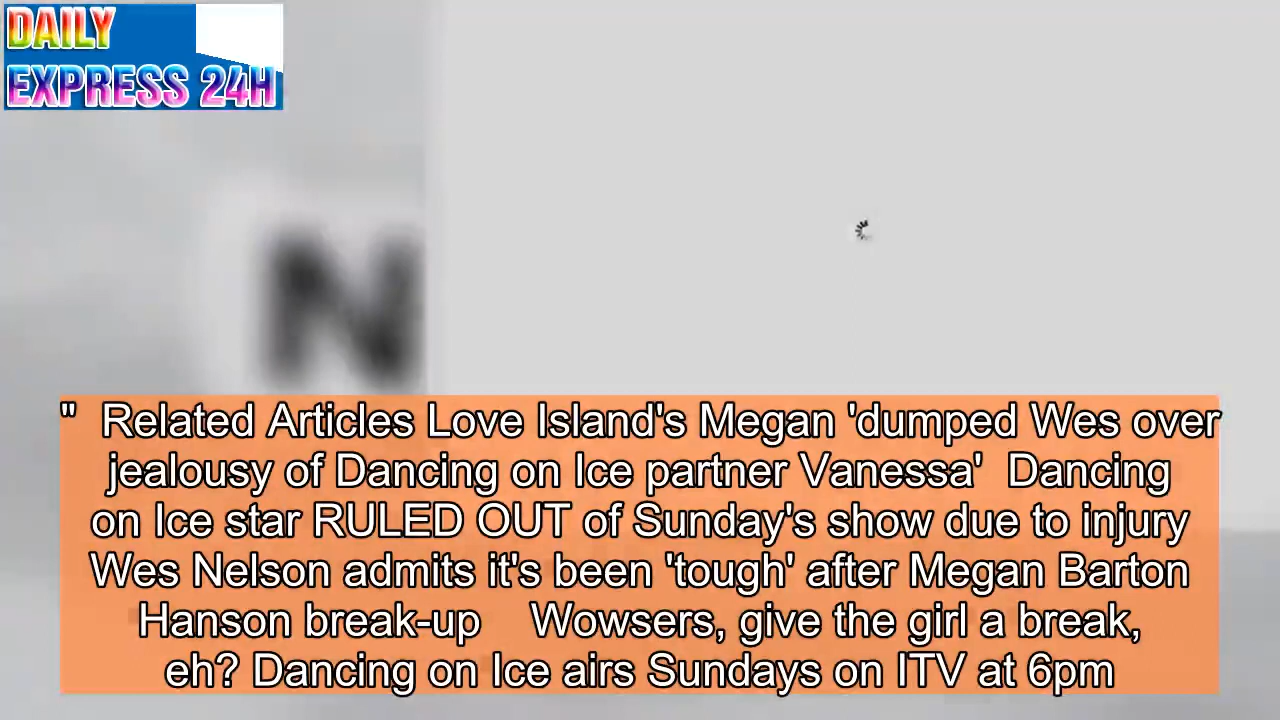 DAILY
EXPRESS 24H
N
"  Related Articles Love Island's Megan 'dumped Wes over
jealousy of Dancing on Ice partner Vanessa'  Dancing
on Ice star RULED OUT of Sunday's show due to injury
Wes Nelson admits it's been 'tough' after Megan Barton
Hanson break-up    Wowsers, give the girl a break,
eh? Dancing on Ice airs Sundays on ITV at 6pm